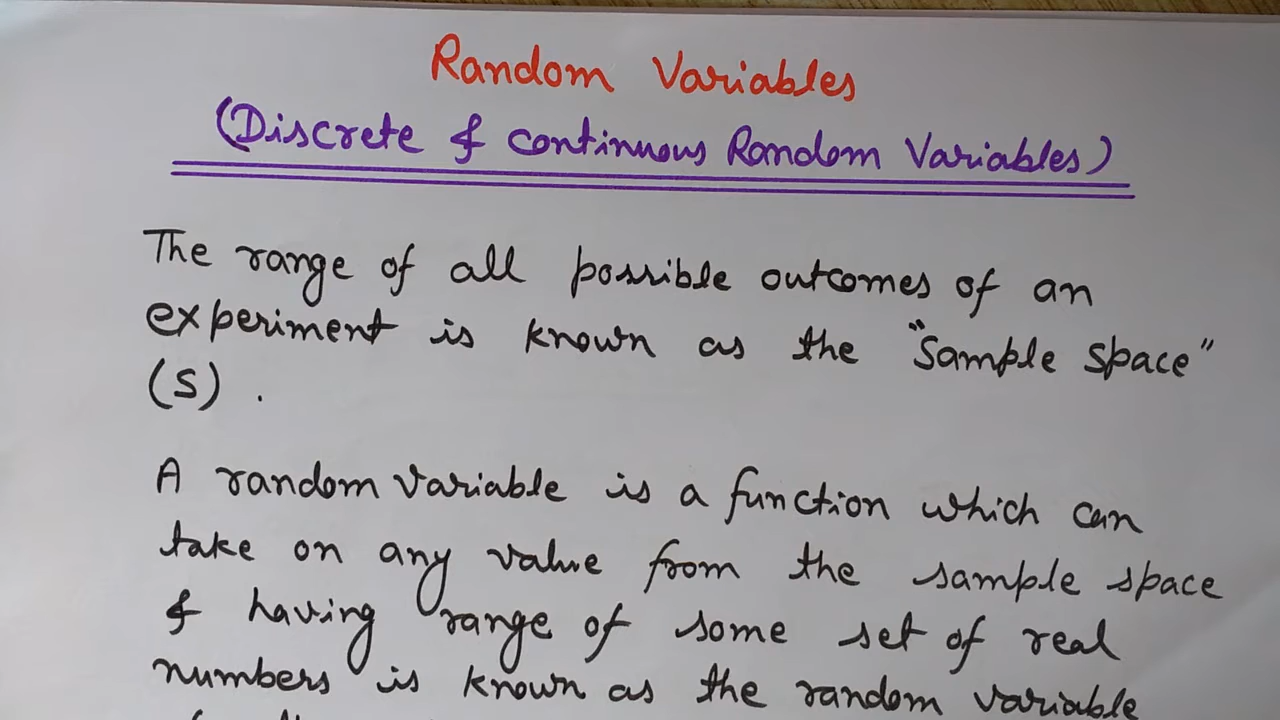 Random Variables
(Discrete & continuous Random Variables)
The range of all possible outcomes of an
experiment is known as the "sample space"
(S) .
A random variable is a function which can
take on any value from the sample space
& having range of some set of real
numbers is known as the random variable